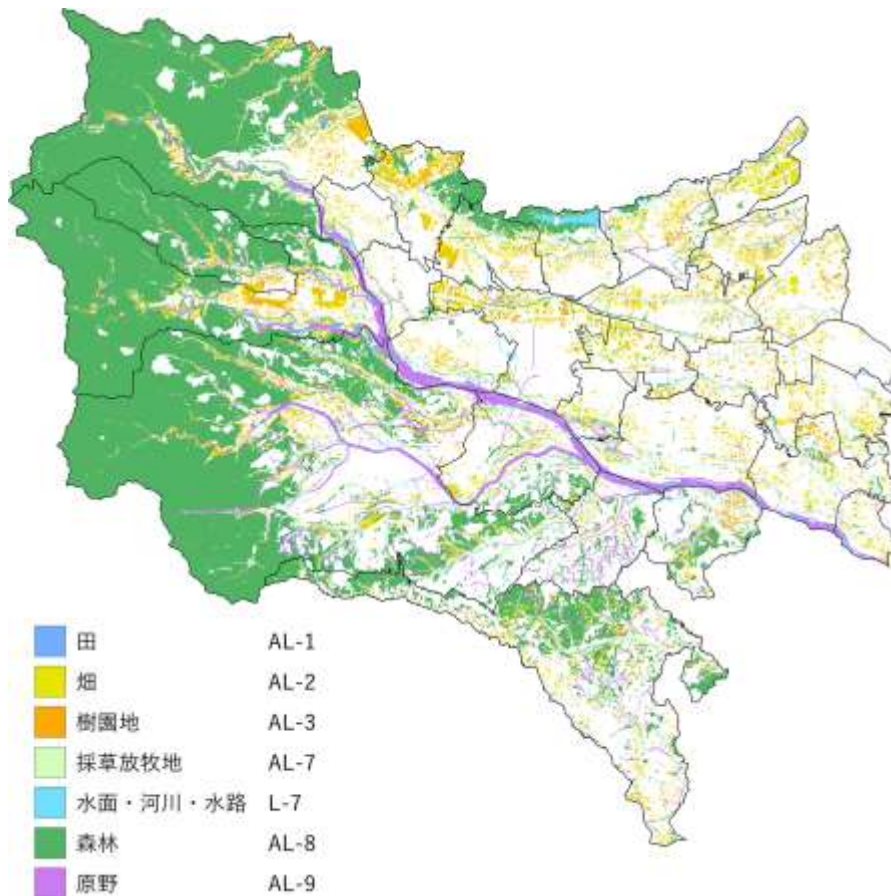 田 AL-1
畑 AL-2
樹園地 AL-3
採草放牧地 AL-7
水面・河川・水路 L-7
森林 AL-8
原野 AL-9